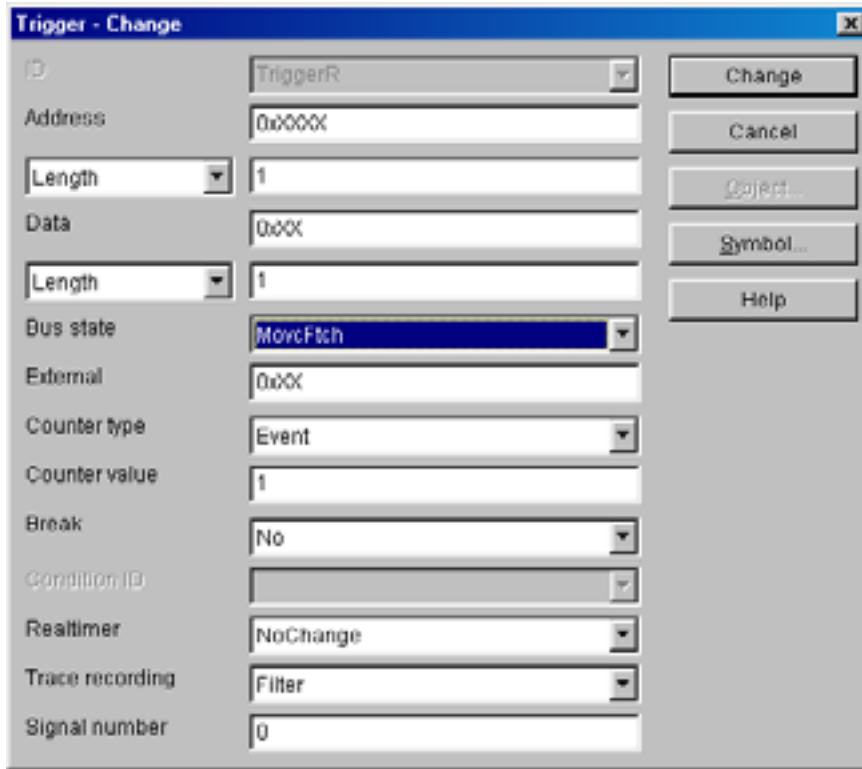 Trigger - Change
ID TriggerR
Change
Address 0xXXXX
Cancel
Length 1
Object...
Data 0xXX
Symbol...
Length 1
Help
Bus state MovcFtch
External 0xXX
Counter type Event
Counter value 1
Break No
Condition ID
Realtimer NoChange
Trace recording Filter
Signal number 0